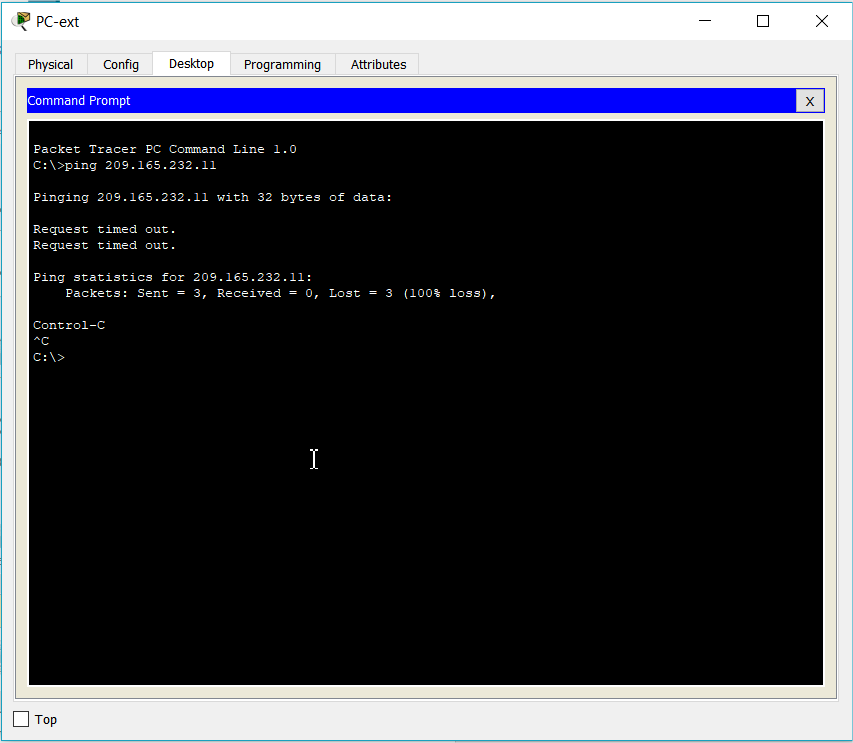 PC-ext
Physical Config Desktop Programming Attributes
Command Prompt X
Packet Tracer PC Command Line 1.0
C:\>ping 209.165.232.11
Pinging 209.165.232.11 with 32 bytes of data:
Request timed out.
Request timed out.
Ping statistics for 209.165.232.11:
    Packets: Sent = 3, Received = 0, Lost = 3 (100% loss),
Control-C
^C
C:\>
Top